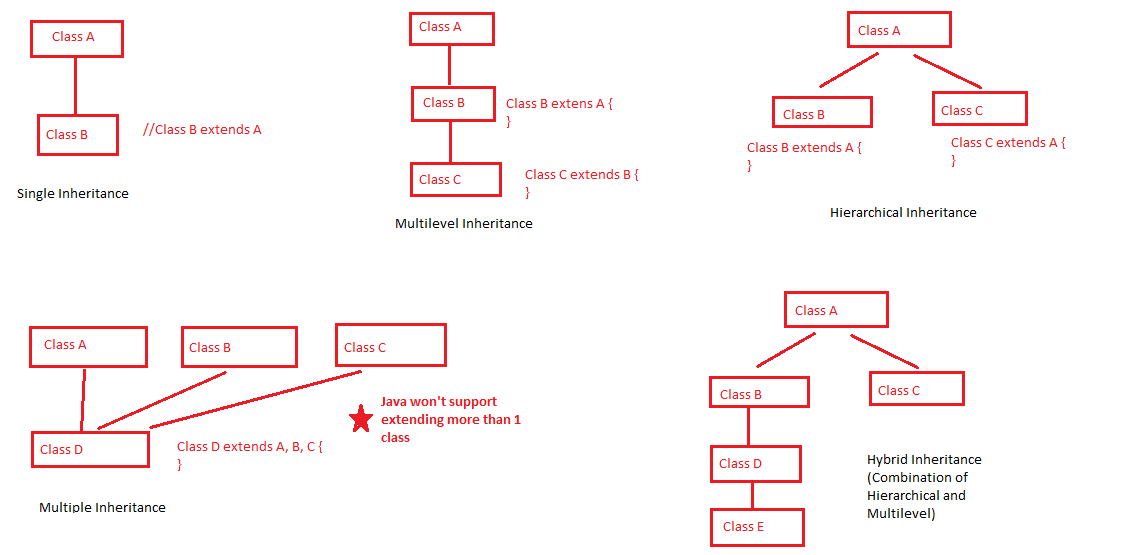 Class A
Class B
//Class B extends A
Single Inheritance
Class A
Class B
Class B extens A {
}
Class C
Class C extends B {
}
Multilevel Inheritance
Class A
Class B
Class C
Class B extends A {
}
Class C extends A {
}
Hierarchical Inheritance
Class A
Class B
Class C
Java won't support
extending more than 1
class
Class D
Class D extends A, B, C {
}
Multiple Inheritance
Class A
Class B
Class C
Class D
Class E
Hybrid Inheritance
(Combination of
Hierarchical and
Multilevel)